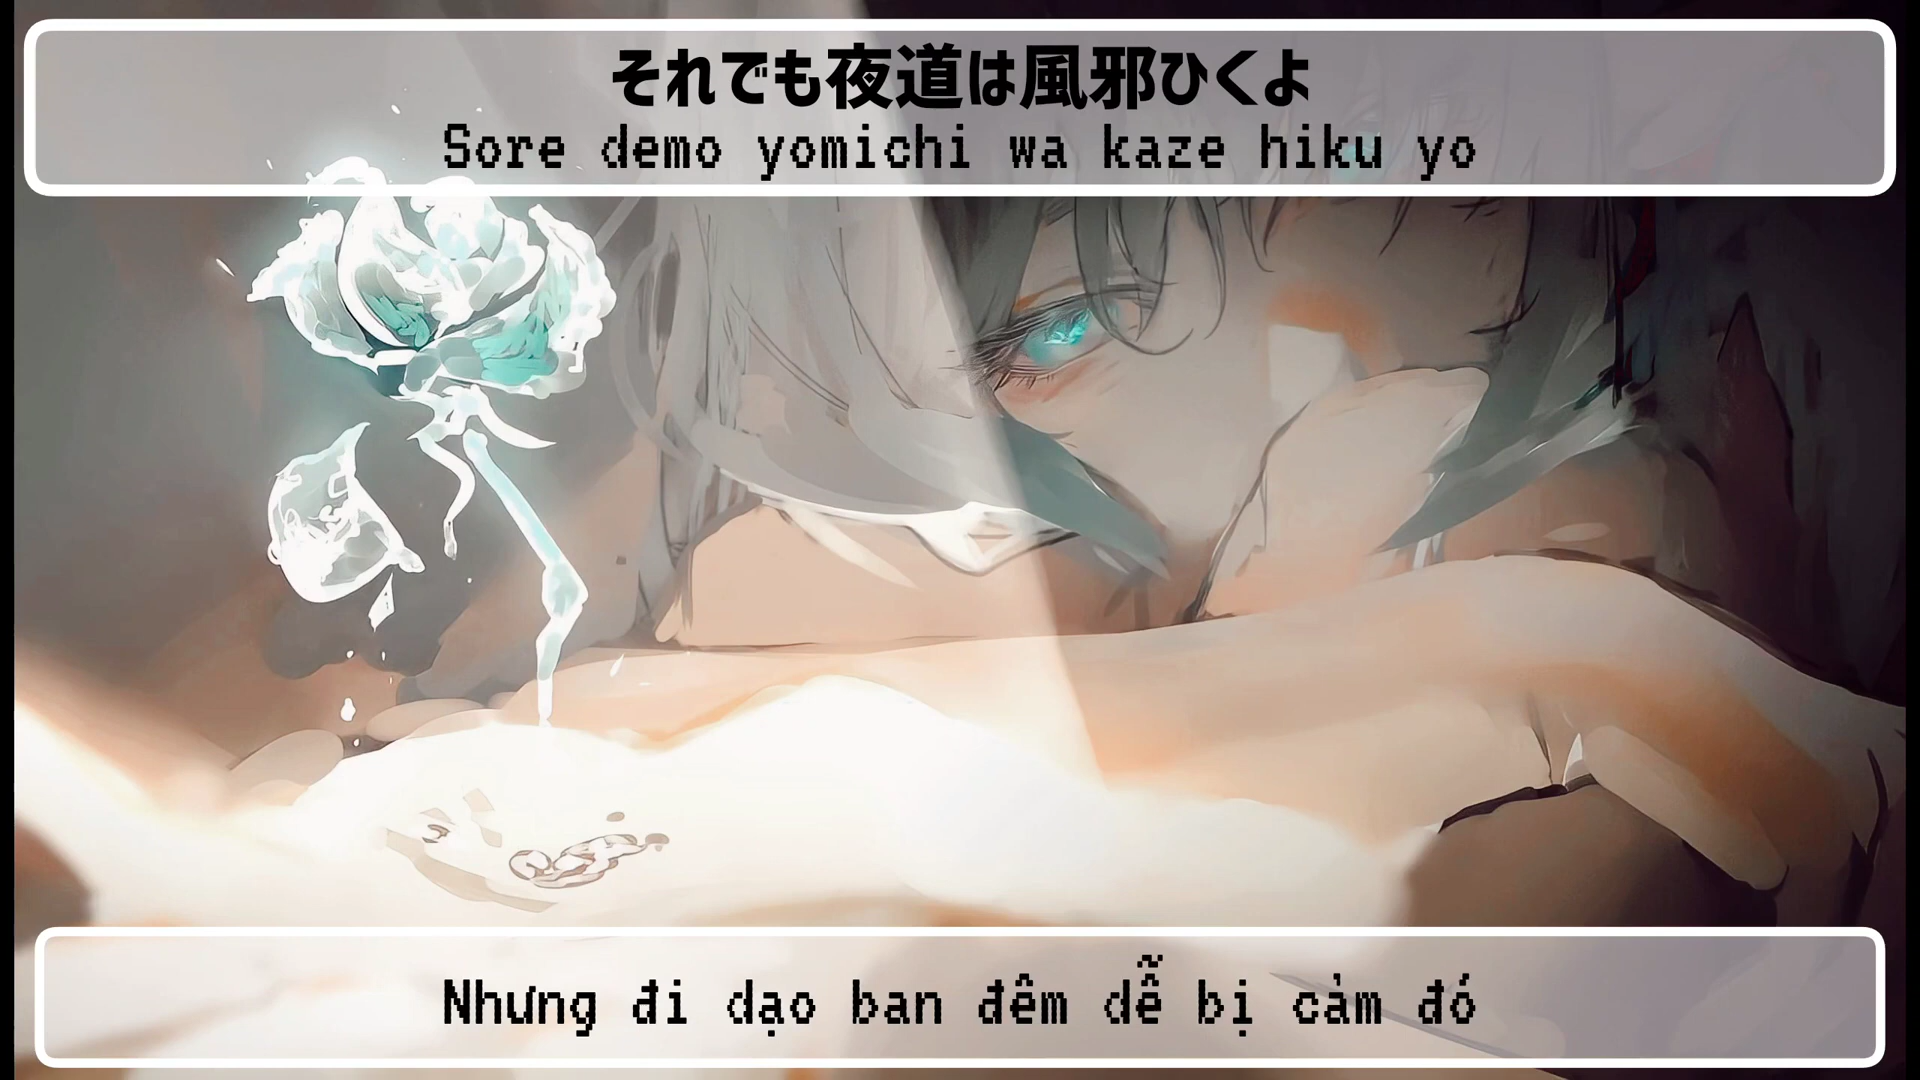 それでも夜道は風邪ひくよ
Sore demo yomichi wa kaze hiku yo
Nhưng đi dạo ban đêm dễ bị cảm đó